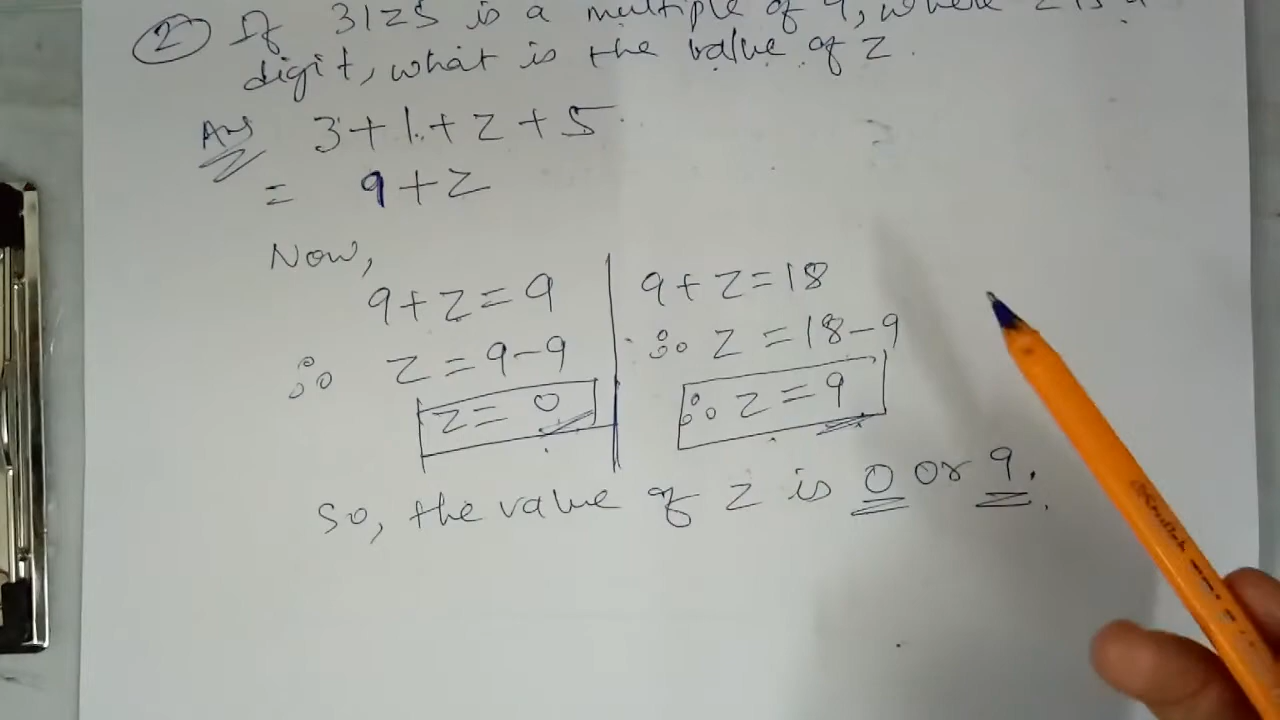 ② If 31z5 is a multiple of 9, where z is a
digit, what is the value of z.
Ans 3+1+z+5
= 9+z
Now,
9+z=9
∴ z=9-9
z= 0
9+z=18
∴ z =18-9
∴ z = 9
So, the value of z is 0 or 9.